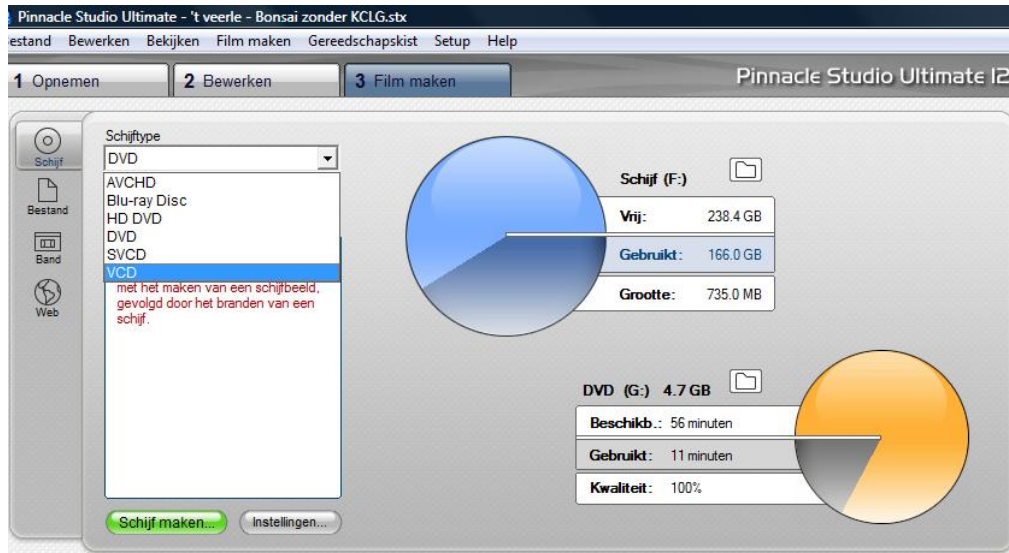 Pinnacle Studio Ultimate - 't veerle - Bonsai zonder KCLG.stx
estand Bewerken Bekijken Film maken Gereedschapskist Setup Help
1 Opnemen 2 Bewerken 3 Film maken Pinnacle Studio Ultimate 12
Schijf
Bestand
Band
Web
Schijftype
DVD
AVCHD
Blu-ray Disc
HD DVD
DVD
SVCD
VCD
met het maken van een schijfbeeld,
gevolgd door het branden van een
schijf.
Schijf maken... Instellingen...
Schijf (F:)
Vrij: 238.4 GB
Gebruikt: 166.0 GB
Grootte: 735.0 MB
DVD (G:) 4.7 GB
Beschikb.: 56 minuten
Gebruikt: 11 minuten
Kwaliteit: 100%